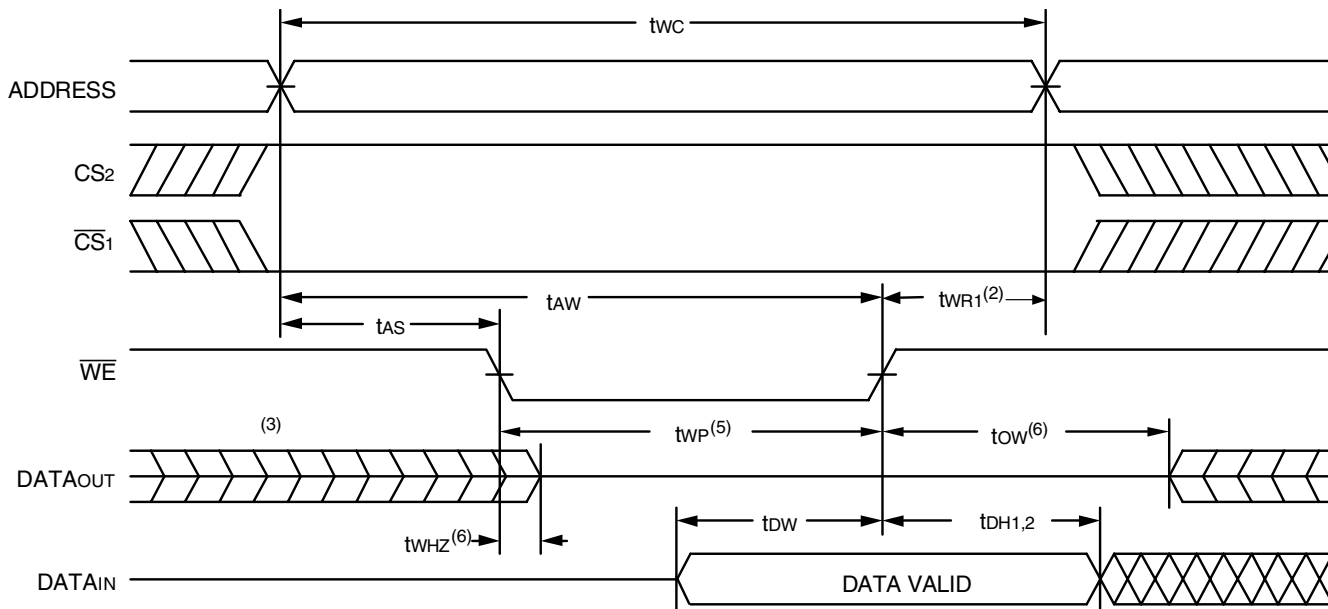 tWC
ADDRESS
CS2
CS1
tAW
tWR1(2)
tAS
WE
(3)
tWP(5)
tOW(6)
DATAOUT
tDW
tDH1,2
tWHZ(6)
DATAIN
DATA VALID